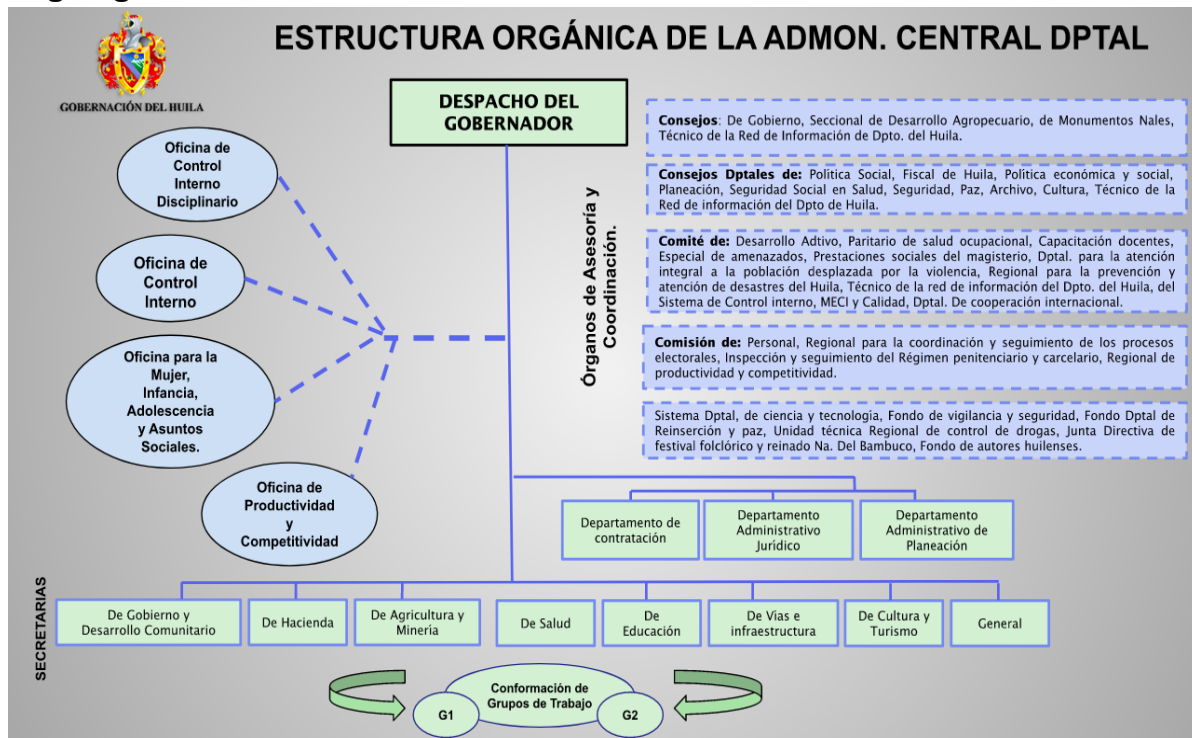 ESTRUCTURA ORGÁNICA DE LA ADMON. CENTRAL DPTAL
GOBERNACIÓN DEL HUILA
DESPACHO DEL
GOBERNADOR
Oficina de
Control
Interno
Disciplinario
Oficina de
Control
Interno
Oficina para la
Mujer,
Infancia,
Adolescencia
y Asuntos
Sociales.
Oficina de
Productividad
y
Competitividad
Órganos de Asesoría y
Coordinación.
Consejos: De Gobierno, Seccional de Desarrollo Agropecuario, de Monumentos Nales,
Técnico de la Red de Información de Dpto. del Huila.
Consejos Dptales de: Política Social, Fiscal de Huila, Política económica y social,
Planeación, Seguridad Social en Salud, Seguridad, Paz, Archivo, Cultura, Técnico de la
Red de información del Dpto de Huila.
Comité de: Desarrollo Adtivo, Paritario de salud ocupacional, Capacitación docentes,
Especial de amenazados, Prestaciones sociales del magisterio, Dptal. para la atención
integral a la población desplazada por la violencia, Regional para la prevención y
atención de desastres del Huila, Técnico de la red de información del Dpto. del Huila, del
Sistema de Control interno, MECI y Calidad, Dptal. De cooperación internacional.
Comisión de: Personal, Regional para la coordinación y seguimiento de los procesos
electorales, Inspección y seguimiento del Régimen penitenciario y carcelario, Regional de
productividad y competitividad.
Sistema Dptal, de ciencia y tecnología, Fondo de vigilancia y seguridad, Fondo Dptal de
Reinserción y paz, Unidad técnica Regional de control de drogas, Junta Directiva de
festival folclórico y reinado Na. Del Bambuco, Fondo de autores huilenses.
Departamento de
contratación
Departamento
Administrativo
Jurídico
Departamento
Administrativo de
Planeación
SECRETARIAS
De Gobierno y
Desarrollo Comunitario
De Hacienda
De Agricultura y
Minería
De Salud
De
Educación
De Vías e
infraestructura
De Cultura y
Turismo
General
Conformación de
Grupos de Trabajo
G1
G2